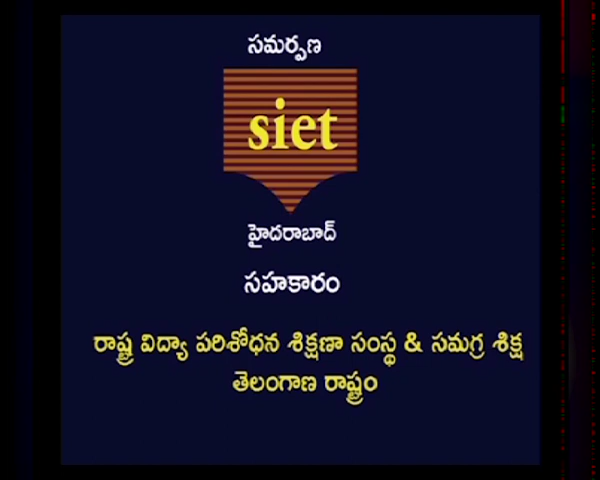 సమర్పణ
siet
హైదరాబాద్
సహకారం
రాష్ట్ర విద్యా పరిశోధన శిక్షణా సంస్థ & సమగ్ర శిక్ష
తెలంగాణ రాష్ట్రం